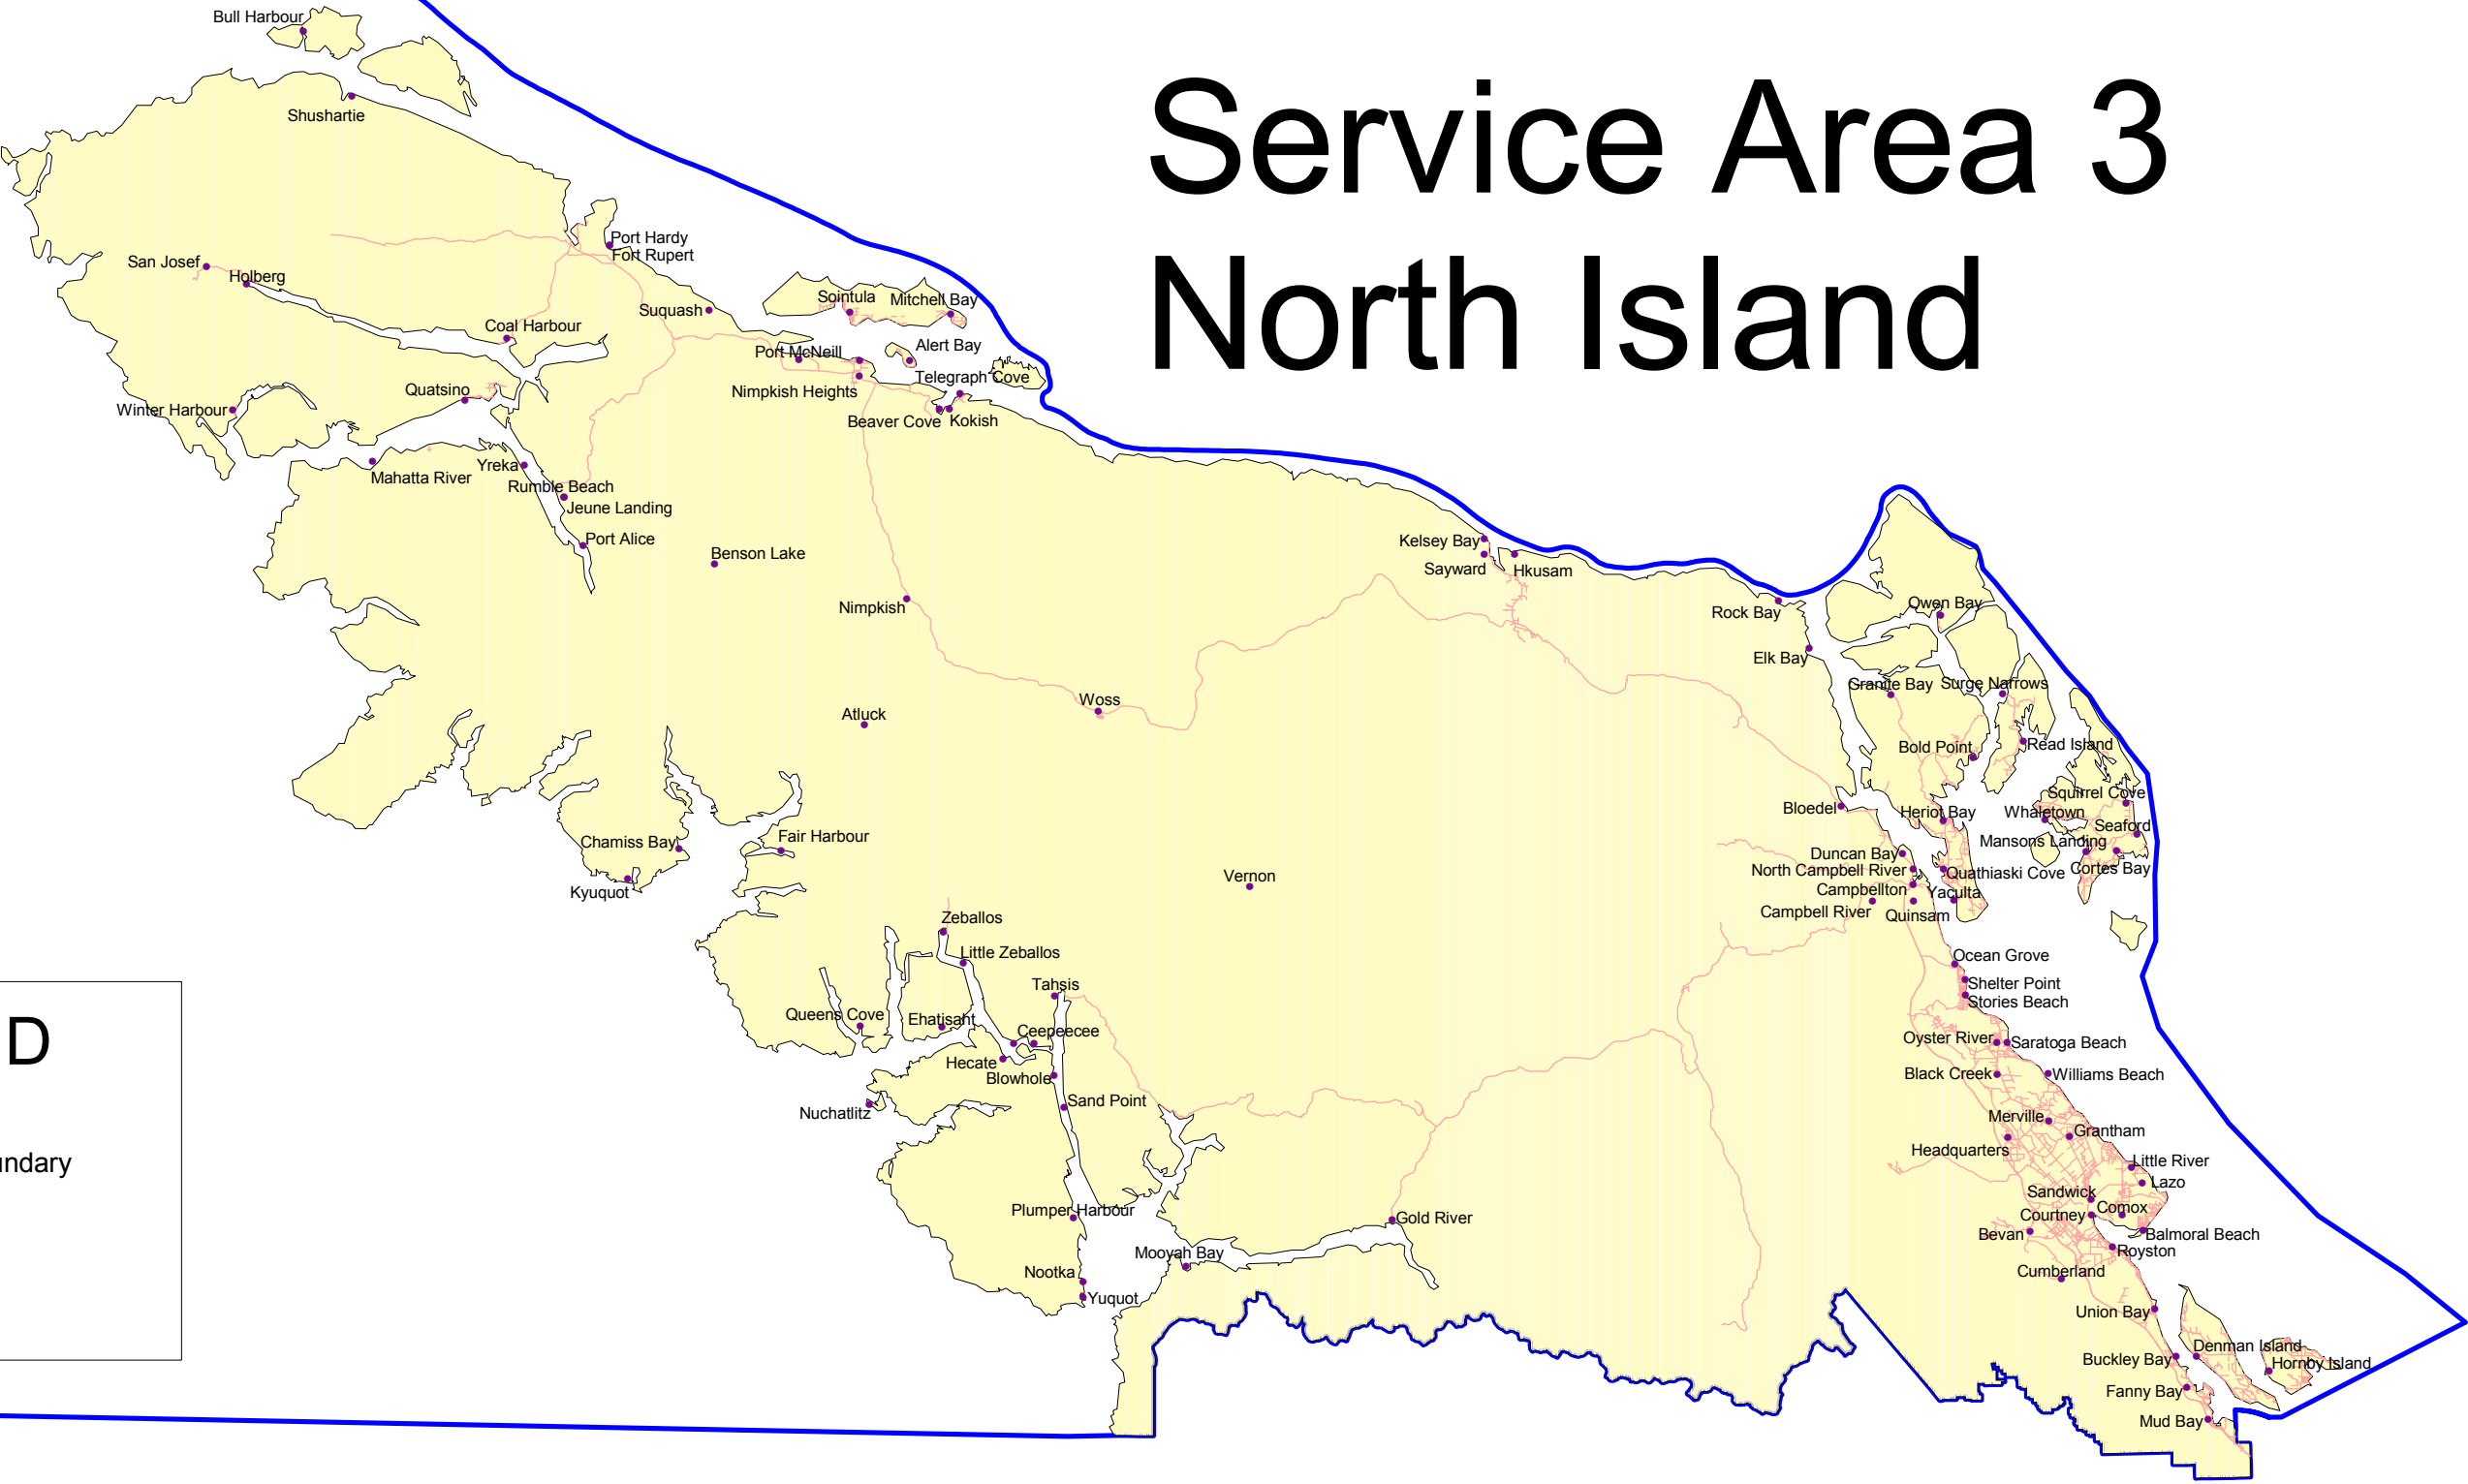 Service Area 3
North Island
Bull Harbour
Shushartie
Port Hardy
Fort Rupert
San Josef
Holberg
Suquash
Sointula
Mitchell Bay
Coal Harbour
Port McNeill
Alert Bay
Telegraph Cove
Nimpkish Heights
Quatsino
Winter Harbour
Beaver Cove
Kokish
Mahatta River
Yreka
Rumble Beach
Jeune Landing
Port Alice
Benson Lake
Kelsey Bay
Sayward
Hkusam
Nimpkish
Rock Bay
Owen Bay
Elk Bay
Granite Bay
Surge Narrows
Woss
Atluck
Bold Point
Read Island
Squirrel Cove
Bloedel
Heriot Bay
Whaletown
Seaford
Mansons Landing
Chamiss Bay
Fair Harbour
Duncan Bay
North Campbell River
Quathiaski Cove
Cortes Bay
Kyuquot
Vernon
Campbellton
Yaculta
Campbell River
Quinsam
Zeballos
Little Zeballos
Ocean Grove
Tahsis
Shelter Point
Stories Beach
Queens Cove
Ehatisaht
Ceepeecee
Oyster River
Saratoga Beach
Hecate
Blowhole
Black Creek
Williams Beach
Nuchatlitz
Sand Point
Merville
Grantham
Headquarters
Little River
Lazo
Sandwick
Comox
Courtney
Plumper Harbour
Gold River
Bevan
Balmoral Beach
Royston
Mooyah Bay
Nootka
Cumberland
Yuquot
Union Bay
Denman Island
Buckley Bay
Hornby Island
Fanny Bay
Mud Bay
D
undary